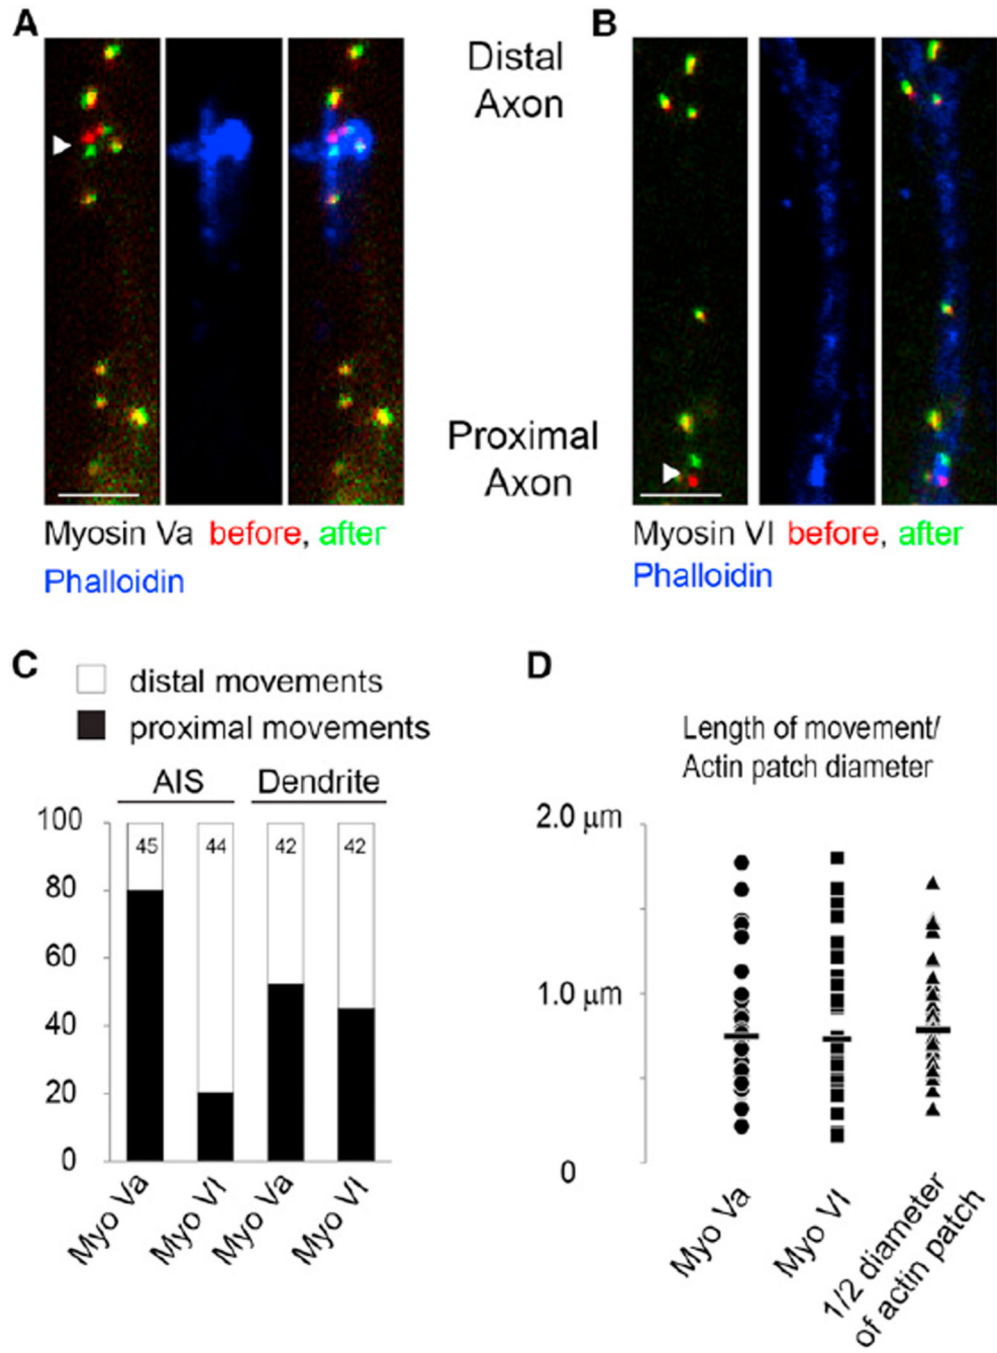 A
B
Distal
Axon
Proximal
Axon
Myosin Va before, after
Phalloidin
Myosin VI before, after
Phalloidin
C
distal movements
proximal movements
AIS Dendrite
100
80
60
40
20
0
45 44 42 42
Myo Va
Myo VI
Myo Va
Myo VI
D
Length of movement/
Actin patch diameter
2.0 µm
1.0 µm
0
Myo Va
Myo VI
1/2 diameter
of actin patch